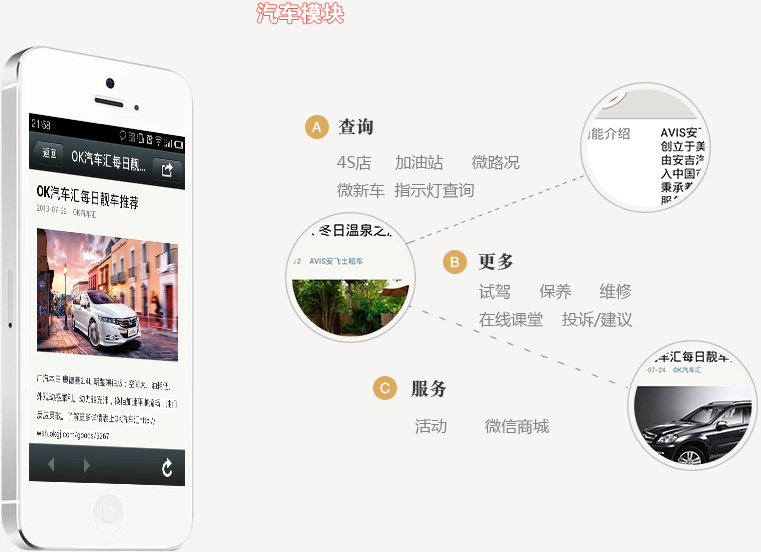 汽车模块
21:58
返回
OK汽车汇每日靓...
OK汽车汇每日靓车推荐
2013-07-23 OK汽车汇
A 查询
4S店 加油站 微路况
微新车 指示灯查询
能介绍
AVIS安
创立于美
由安吉汽
入中国
秉承着
冬日温泉之
AVIS安飞士租车
B 更多
试驾 保养 维修
在线课堂 投诉/建议
车汇每日靓车
-07-24 OK汽车汇
C 服务
活动 微信商城